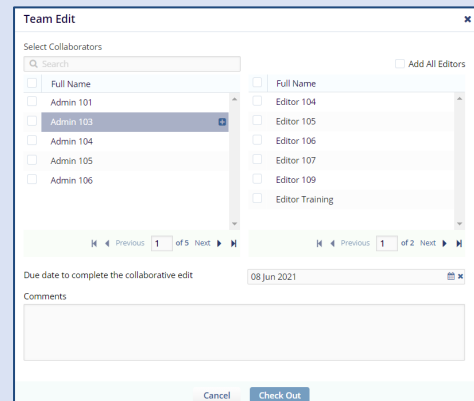 Team Edit
Select Collaborators
Search
Add All Editors
Full Name
Admin 101
Admin 103
Admin 104
Admin 105
Admin 106
Previous 1 of 5 Next
Full Name
Editor 104
Editor 105
Editor 106
Editor 107
Editor 109
Editor Training
Previous 1 of 2 Next
Due date to complete the collaborative edit
08 Jun 2021
Comments
Cancel
Check Out